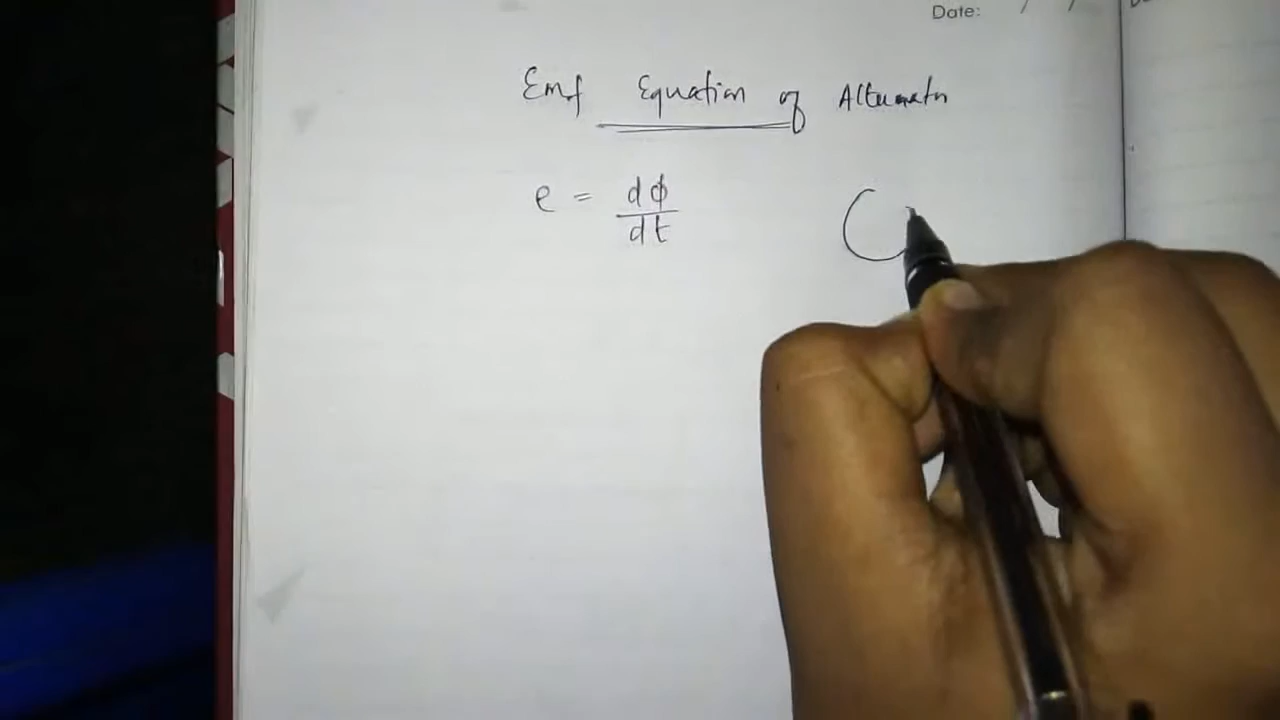 Date: / /
Emf Equation of Alternator
e = dφ/dt